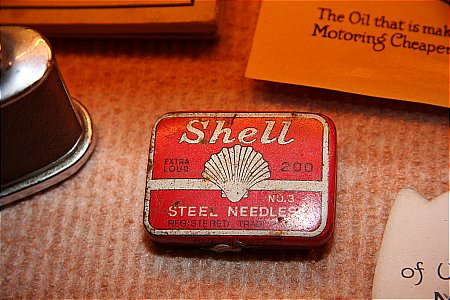 The Oil that is mak
Motoring Cheaper
Shell
EXTRA
LOUD
200
NO. 3
STEEL NEEDLES
REGISTERED TRADE
of U